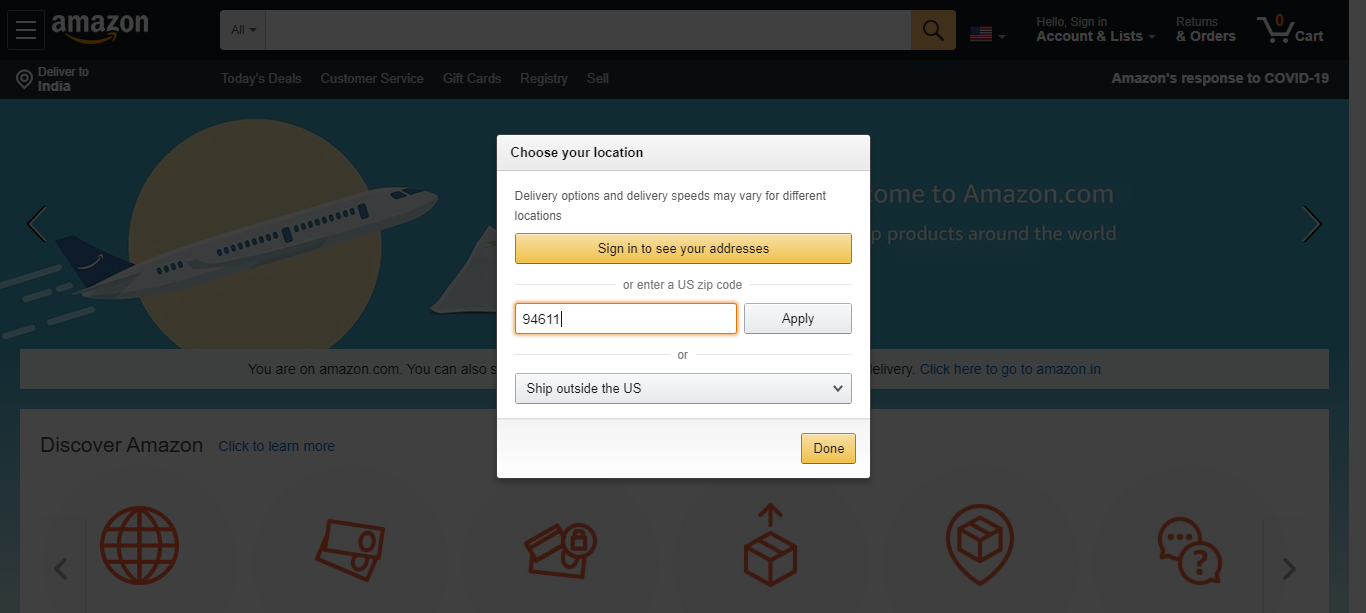 amazon
All
Hello, Sign in
Account & Lists
Returns
& Orders
0
Cart
Deliver to
India
Today's Deals
Customer Service
Gift Cards
Registry
Sell
Amazon's response to COVID-19
Choose your location
Delivery options and delivery speeds may vary for different
locations
Sign in to see your addresses
or enter a US zip code
94611
Apply
or
Ship outside the US
Done
come to Amazon.com
p products around the world
You are on amazon.com. You can also s
elivery. Click here to go to amazon.in
Discover Amazon
Click to learn more